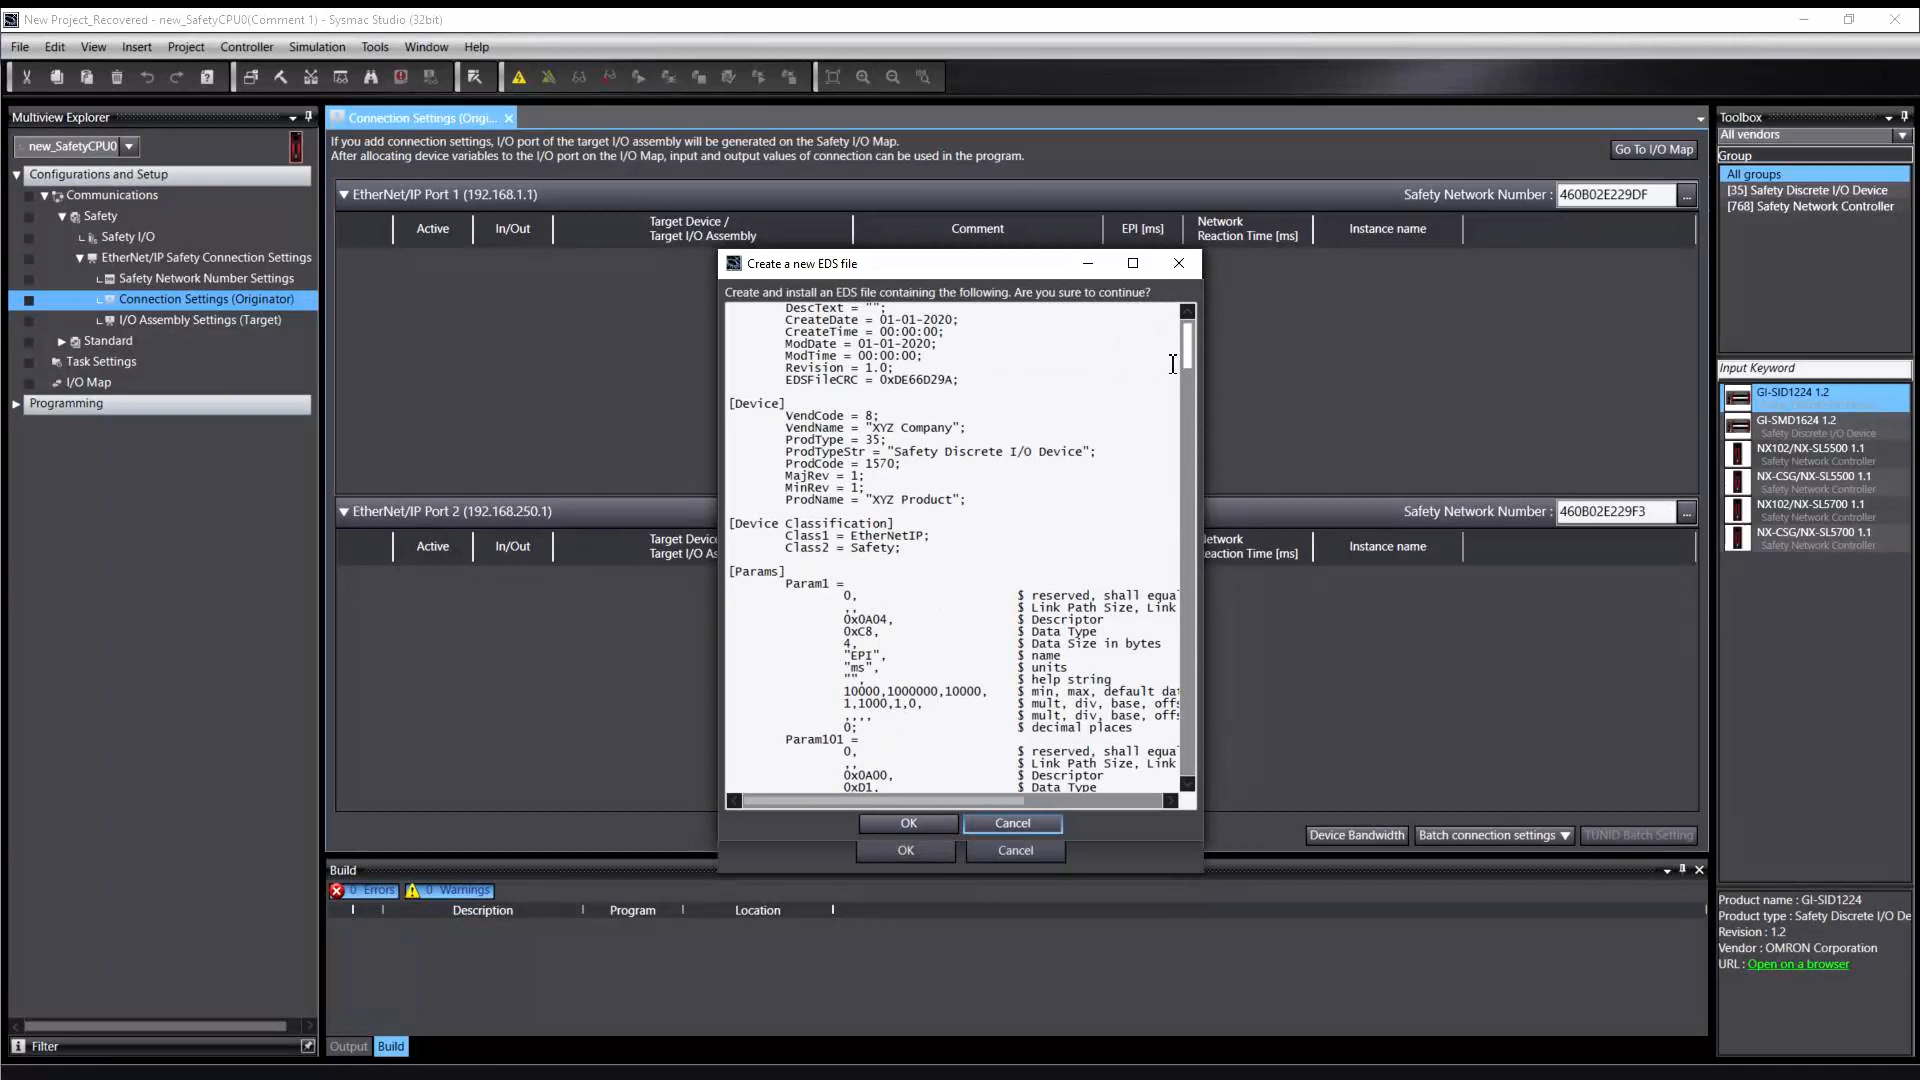 New Project_Recovered - new_SafetyCPU0(Comment 1) - Sysmac Studio (32bit)
File Edit View Insert Project Controller Simulation Tools Window Help
Multiview Explorer
new_SafetyCPU0
Configurations and Setup
Communications
Safety
Safety I/O
EtherNet/IP Safety Connection Settings
Safety Network Number Settings
Connection Settings (Originator)
I/O Assembly Settings (Target)
Standard
Task Settings
I/O Map
Programming
Filter
Connection Settings (Origi...
If you add connection settings, I/O port of the target I/O assembly will be generated on the Safety I/O Map.
After allocating device variables to the I/O port on the I/O Map, input and output values of connection can be used in the program.
Go To I/O Map
EtherNet/IP Port 1 (192.168.1.1)
Safety Network Number : 460B02E229DF ...
Active In/Out Target Device / Target I/O Assembly Comment EPI [ms] Network Reaction Time [ms] Instance name
EtherNet/IP Port 2 (192.168.250.1)
Safety Network Number : 460B02E229F3 ...
Active In/Out Target Devic Target I/O As etwork eaction Time [ms] Instance name
Create a new EDS file
Create and install an EDS file containing the following. Are you sure to continue?
DescText = "";
CreateDate = 01-01-2020;
CreateTime = 00:00:00;
ModDate = 01-01-2020;
ModTime = 00:00:00;
Revision = 1.0;
EDSFileCRC = 0xDE66D29A;
[Device]
VendCode = 8;
VendName = "XYZ Company";
ProdType = 35;
ProdTypeStr = "Safety Discrete I/O Device";
ProdCode = 1570;
MajRev = 1;
MinRev = 1;
ProdName = "XYZ Product";
[Device Classification]
Class1 = EtherNetIP;
Class2 = Safety;
[Params]
Param1 =
0, $ reserved, shall equa
,, $ Link Path Size, Link
0x0A04, $ Descriptor
0xC8, $ Data Type
4, $ Data Size in bytes
"EPI", $ name
"ms", $ units
"", $ help string
10000,1000000,10000, $ min, max, default da
1,1000,1,0, $ mult, div, base, off
,,,, $ mult, div, base, off
0; $ decimal places
Param101 =
0, $ reserved, shall equa
,, $ Link Path Size, Link
0x0A00, $ Descriptor
0xD1, $ Data Type
OK Cancel
OK Cancel
Device Bandwidth Batch connection settings TUNID Batch Setting
Build
0 Errors 0 Warnings
Description Program Location
Output Build
Toolbox
All vendors
Group
All groups
[35] Safety Discrete I/O Device
[768] Safety Network Controller
Input Keyword
GI-SID1224 1.2
GI-SMD1624 1.2
Safety Discrete I/O Device
NX102/NX-SL5500 1.1
Safety Network Controller
NX-CSG/NX-SL5500 1.1
Safety Network Controller
NX102/NX-SL5700 1.1
Safety Network Controller
NX-CSG/NX-SL5700 1.1
Safety Network Controller
Product name : GI-SID1224
Product type : Safety Discrete I/O De
Revision : 1.2
Vendor : OMRON Corporation
URL : Open on a browser